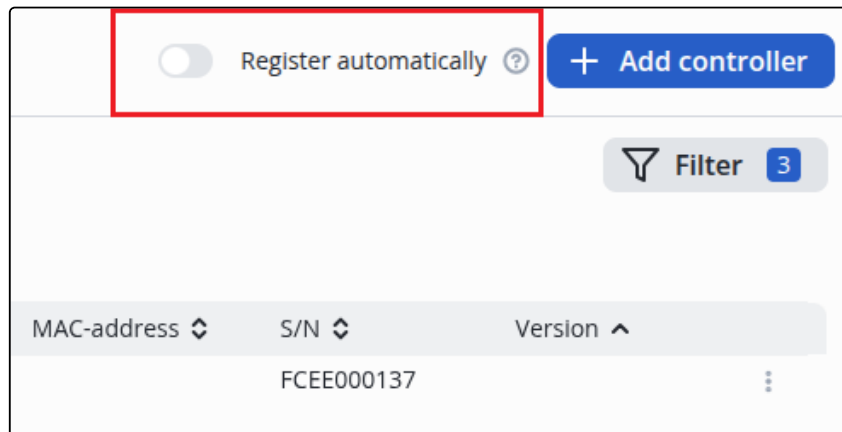 Register automatically ? + Add controller
Filter 3
MAC-address S/N Version
FCEE000137